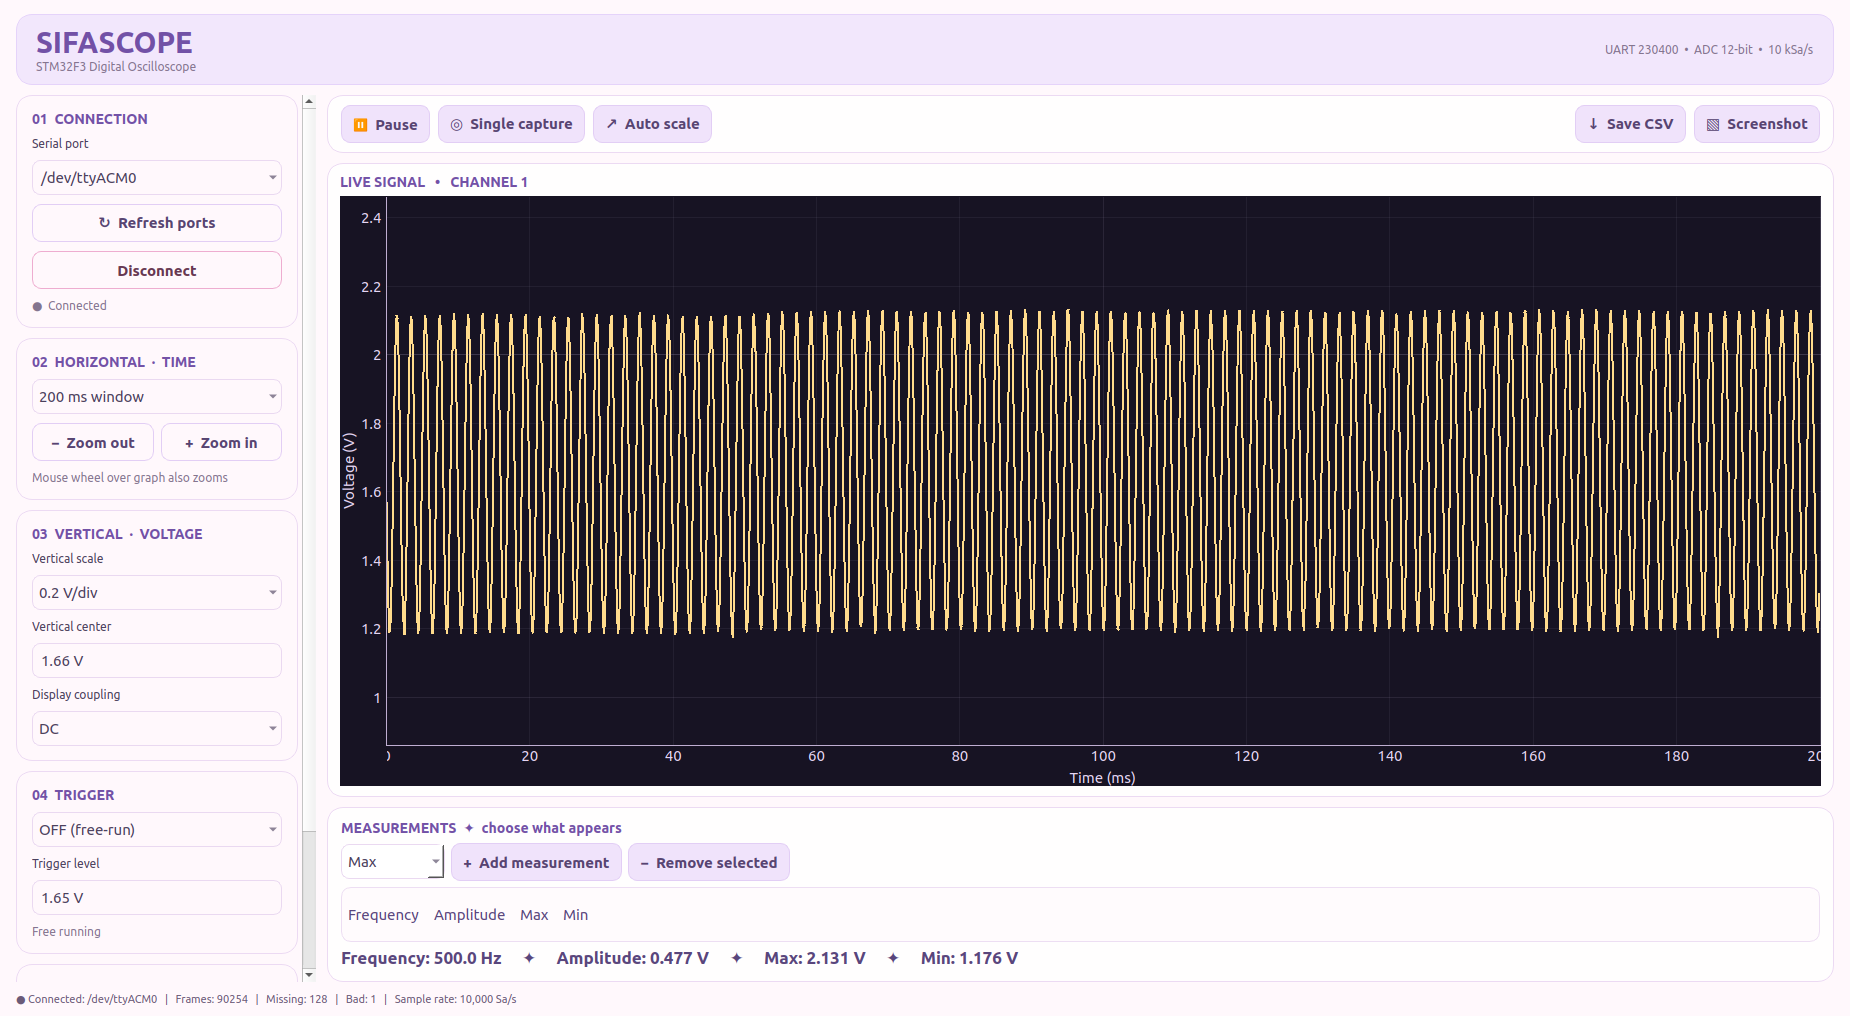 SIFASCOPE
STM32F3 Digital Oscilloscope
UART 230400 • ADC 12-bit • 10 kSa/s
01 CONNECTION
Serial port
/dev/ttyACM0
↻ Refresh ports
Disconnect
● Connected
02 HORIZONTAL · TIME
200 ms window
– Zoom out
+ Zoom in
Mouse wheel over graph also zooms
03 VERTICAL · VOLTAGE
Vertical scale
0.2 V/div
Vertical center
1.66 V
Display coupling
DC
04 TRIGGER
OFF (free-run)
Trigger level
1.65 V
Free running
Pause
◎ Single capture
↗ Auto scale
↓ Save CSV
▧ Screenshot
LIVE SIGNAL • CHANNEL 1
2.4
2.2
2
1.8
1.6
1.4
1.2
1
Voltage (V)
20
40
60
80
100
120
140
160
180
Time (ms)
MEASUREMENTS ✦ choose what appears
Max
+ Add measurement
– Remove selected
Frequency Amplitude Max Min
Frequency: 500.0 Hz ✦ Amplitude: 0.477 V ✦ Max: 2.131 V ✦ Min: 1.176 V
● Connected: /dev/ttyACM0 | Frames: 90254 | Missing: 128 | Bad: 1 | Sample rate: 10,000 Sa/s